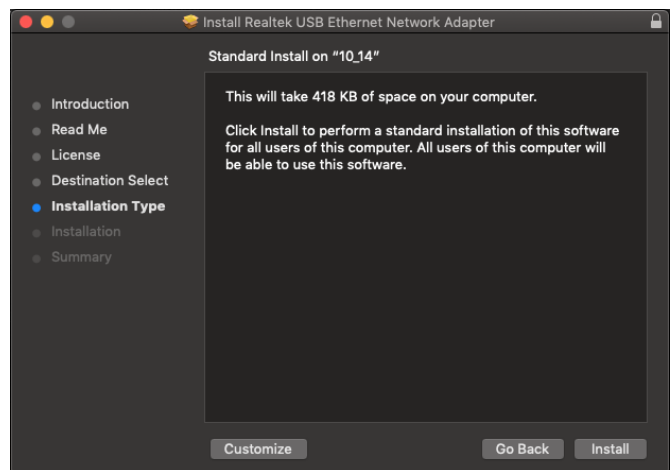 Install Realtek USB Ethernet Network Adapter
Standard Install on “10_14”
Introduction
Read Me
License
Destination Select
Installation Type
Installation
Summary
This will take 418 KB of space on your computer.
Click Install to perform a standard installation of this software
for all users of this computer. All users of this computer will
be able to use this software.
Customize
Go Back
Install